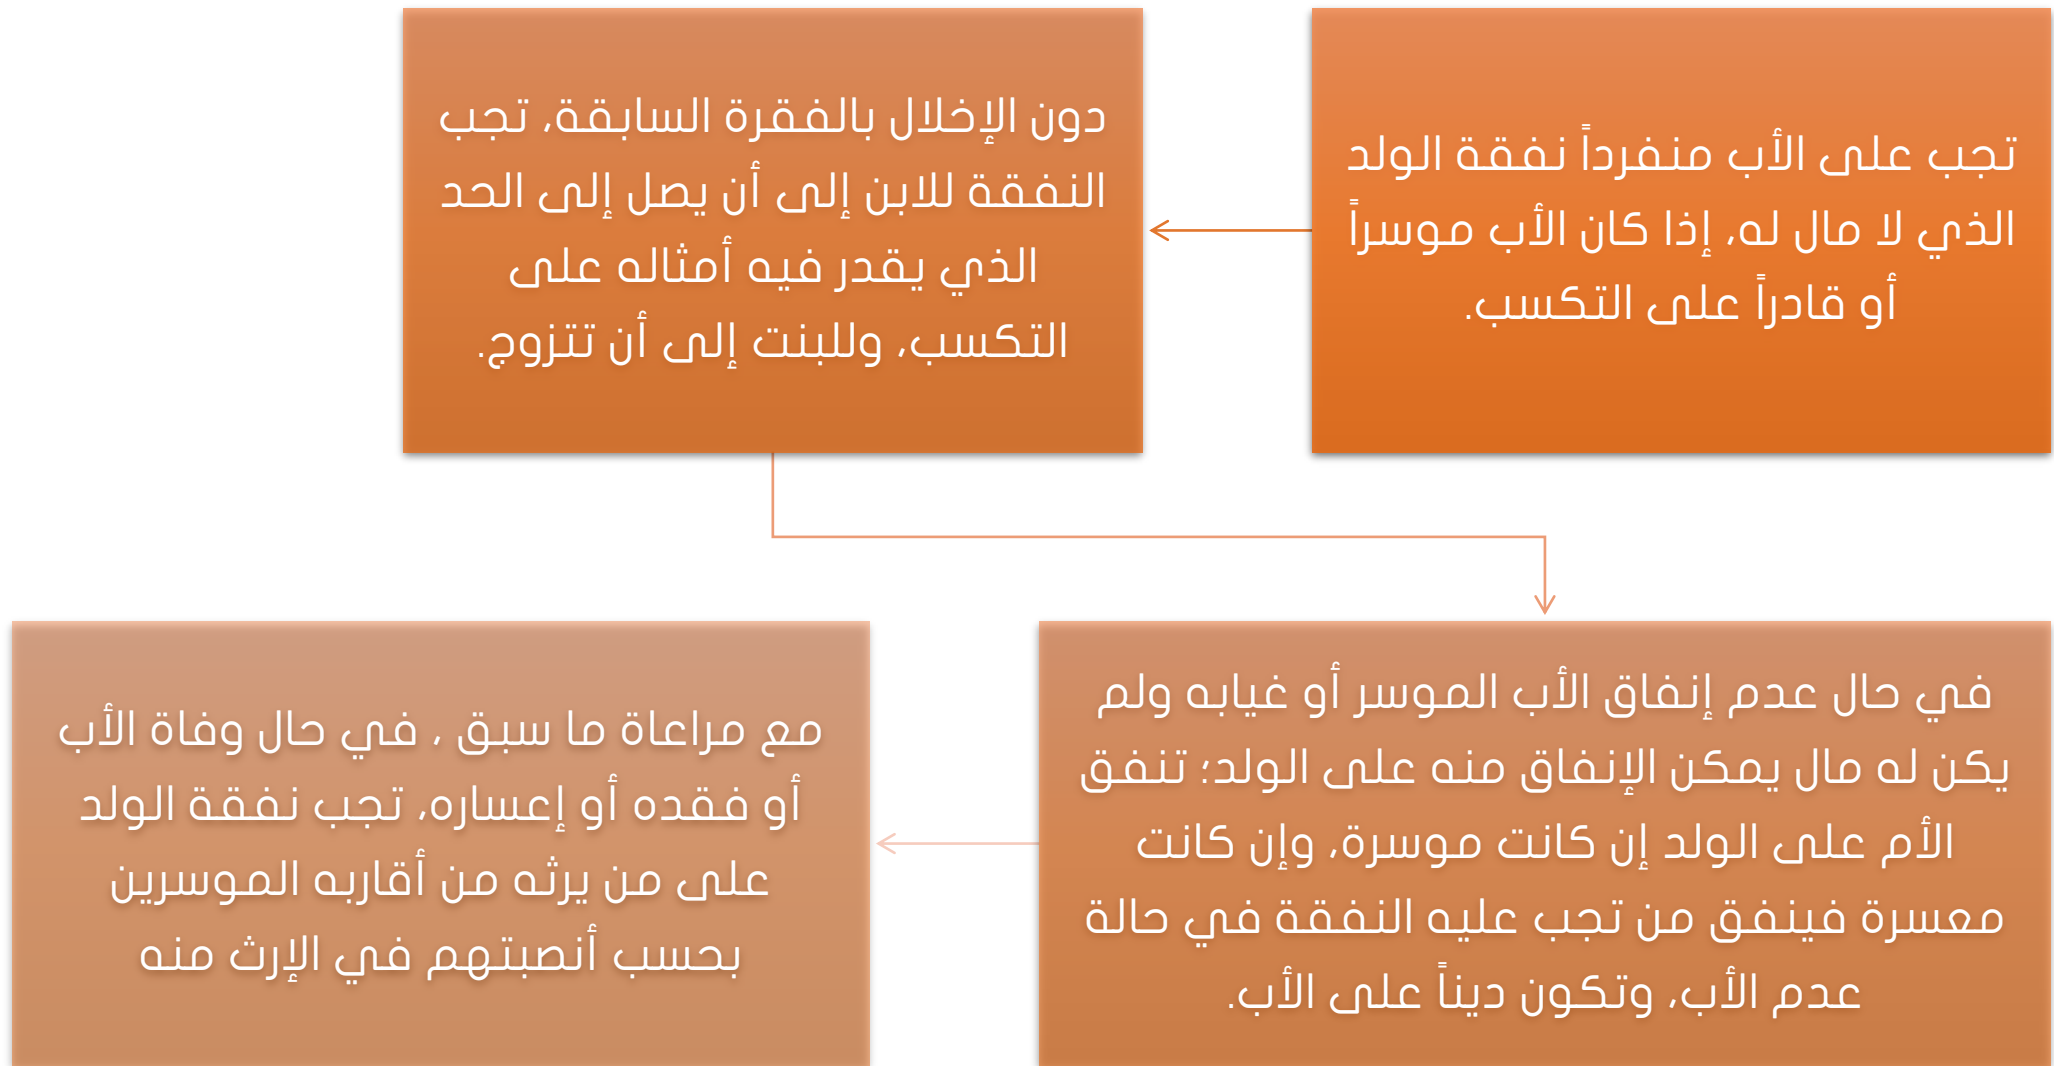 تجب على الأب منفرداً نفقة الولد
الذي لا مال له، إذا كان الأب موسراً
أو قادراً على التكسب.
دون الإخلال بالفقرة السابقة، تجب
النفقة للابن إلى أن يصل إلى الحد
الذي يقدر فيه أمثاله على
التكسب، وللبنت إلى أن تتزوج.
في حال عدم إنفاق الأب الموسر أو غيابه ولم
يكن له مال يمكن الإنفاق منه على الولد؛ تنفق
الأم على الولد إن كانت موسرة، وإن كانت
معسرة فينفق من تجب عليه النفقة في حالة
عدم الأب، وتكون ديناً على الأب.
مع مراعاة ما سبق ، في حال وفاة الأب
أو فقده أو إعساره، تجب نفقة الولد
على من يرثه من أقاربه الموسرين
بحسب أنصبتهم في الإرث منه